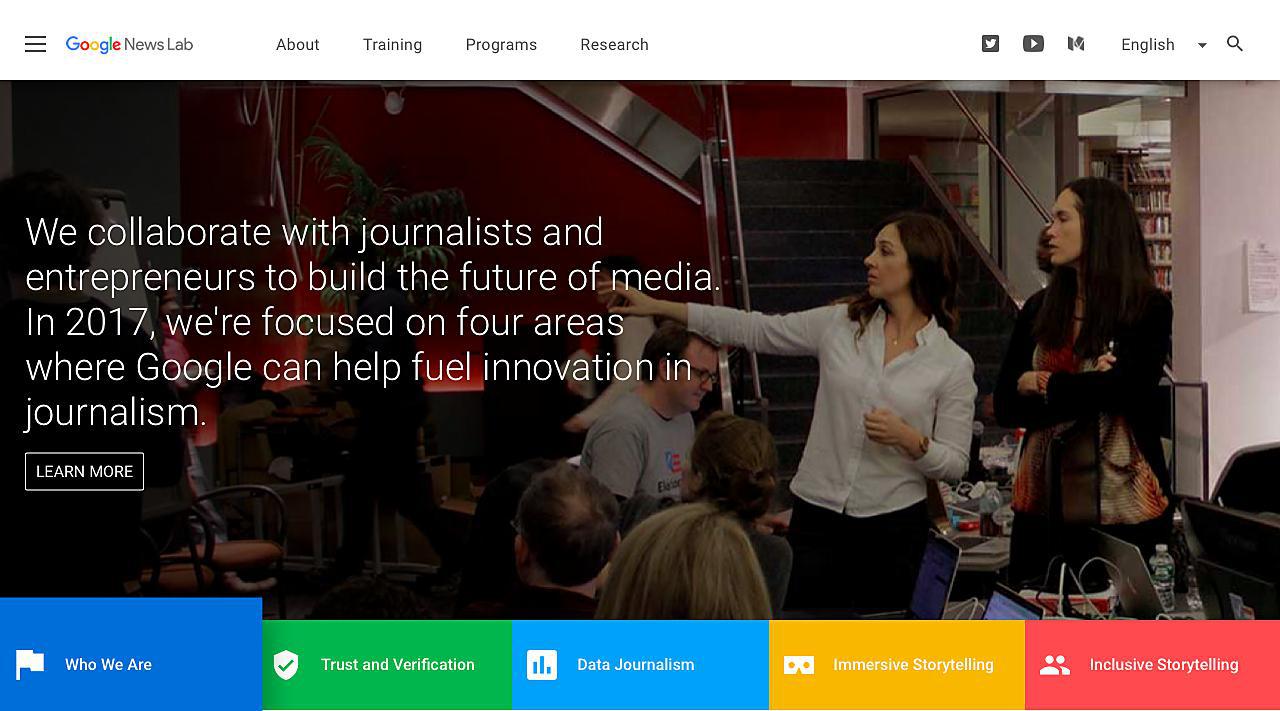 Google News Lab
About
Training
Programs
Research
English
We collaborate with journalists and
entrepreneurs to build the future of media.
In 2017, we're focused on four areas
where Google can help fuel innovation in
journalism.
LEARN MORE
Who We Are
Trust and Verification
Data Journalism
Immersive Storytelling
Inclusive Storytelling